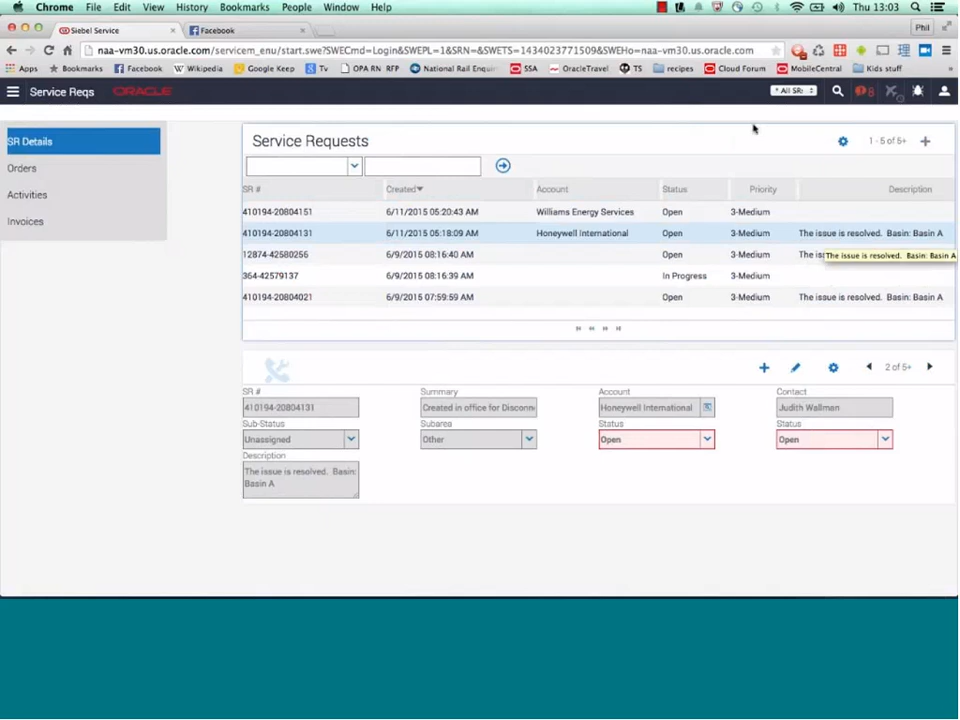 Chrome File Edit View History Bookmarks People Window Help Thu 13:03
Siebel Service Facebook Phil
naa-vm30.us.oracle.com/servicem_enu/start.swe?SWECmd=Login&SWEPL=1&SRN=&SWETS=1434023771509&SWEHo=naa-vm30.us.oracle.com
Apps Bookmarks Facebook Wikipedia Google Keep Tv OPA RN RFP National Rail Enquir SSA OracleTravel TS recipes Cloud Forum MobileCentral Kids stuff »
Service Reqs ORACLE * All SRs 8
SR Details
Orders
Activities
Invoices
Service Requests 1 - 5 of 5+
SR # Created Account Status Priority Description
410194-20804151 6/11/2015 05:20:43 AM Williams Energy Services Open 3-Medium
410194-20804131 6/11/2015 05:18:09 AM Honeywell International Open 3-Medium The issue is resolved. Basin: Basin A
12874-42580256 6/9/2015 08:16:40 AM Open 3-Medium The is
The issue is resolved. Basin: Basin A
364-42579137 6/9/2015 08:16:39 AM In Progress 3-Medium
410194-20804021 6/9/2015 07:59:59 AM Open 3-Medium The issue is resolved. Basin: Basin A
2 of 5+
SR # Summary Account Contact
410194-20804131 Created in office for Disconn Honeywell International Judith Wallman
Sub-Status Subarea Status Status
Unassigned Other Open Open
Description
The issue is resolved. Basin:
Basin A